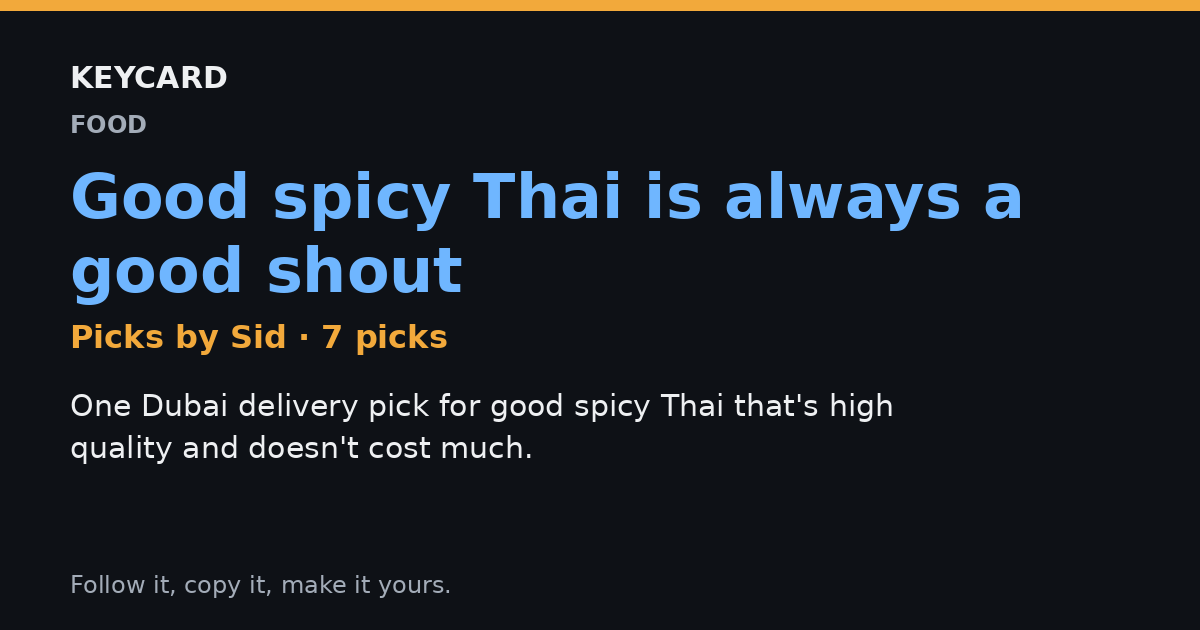 KEYCARD
FOOD
Good spicy Thai is always a
good shout
Picks by Sid · 7 picks
One Dubai delivery pick for good spicy Thai that's high
quality and doesn't cost much.
Follow it, copy it, make it yours.